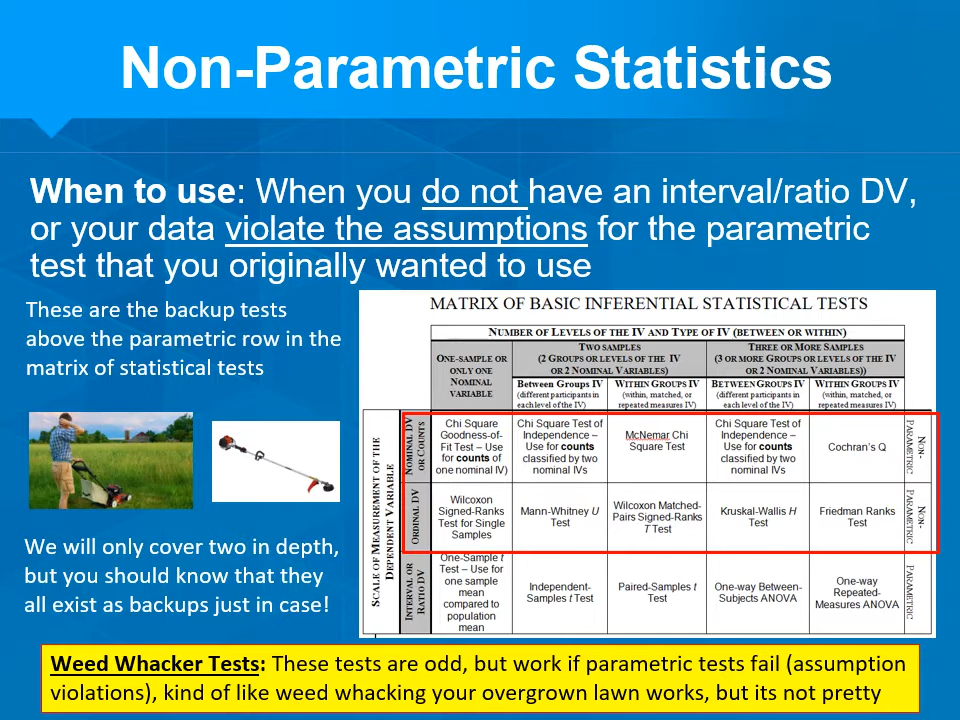 Non-Parametric Statistics
When to use: When you do not have an interval/ratio DV,
or your data violate the assumptions for the parametric
test that you originally wanted to use
These are the backup tests
above the parametric row in the
matrix of statistical tests
We will only cover two in depth,
but you should know that they
all exist as backups just in case!
MATRIX OF BASIC INFERENTIAL STATISTICAL TESTS
NUMBER OF LEVELS OF THE IV AND TYPE OF IV (BETWEEN OR WITHIN)
ONE-SAMPLE OR
ONLY ONE
NOMINAL
VARIABLE
TWO SAMPLES
(2 GROUPS OR LEVELS OF THE IV
OR 2 NOMINAL VARIABLES)
THREE OR MORE SAMPLES
(3 OR MORE GROUPS OR LEVELS OF THE IV
OR 2 NOMINAL VARIABLES))
Between Groups IV
(different participants in
each level of the IV)
WITHIN GROUPS IV
(within, matched, or
repeated measures IV)
BETWEEN GROUPS IV
(different participants in
each level of the IV)
WITHIN GROUPS IV
(within, matched, or
repeated measures IV)
SCALE OF MEASUREMENT OF THE
DEPENDENT VARIABLE
NOMINAL DV
OR COUNTS
Chi Square
Goodness-of-
Fit Test – Use
for counts of
one nominal IV)
Chi Square Test of
Independence –
Use for counts
classified by two
nominal IVs
McNemar Chi
Square Test
Chi Square Test of
Independence –
Use for counts
classified by two
nominal IVs
Cochran's Q
NON-
PARAMETRIC
ORDINAL DV
Wilcoxon
Signed-Ranks
Test for Single
Samples
Mann-Whitney U
Test
Wilcoxon Matched-
Pairs Signed-Ranks
T Test
Kruskal-Wallis H
Test
Friedman Ranks
Test
NON-
PARAMETRIC
INTERVAL OR
RATIO DV
One-Sample t
Test – Use for
one sample
mean
compared to
population
mean
Independent-
Samples t Test
Paired-Samples t
Test
One-way Between-
Subjects ANOVA
One-way
Repeated-
Measures ANOVA
PARAMETRIC
Weed Whacker Tests: These tests are odd, but work if parametric tests fail (assumption
violations), kind of like weed whacking your overgrown lawn works, but its not pretty